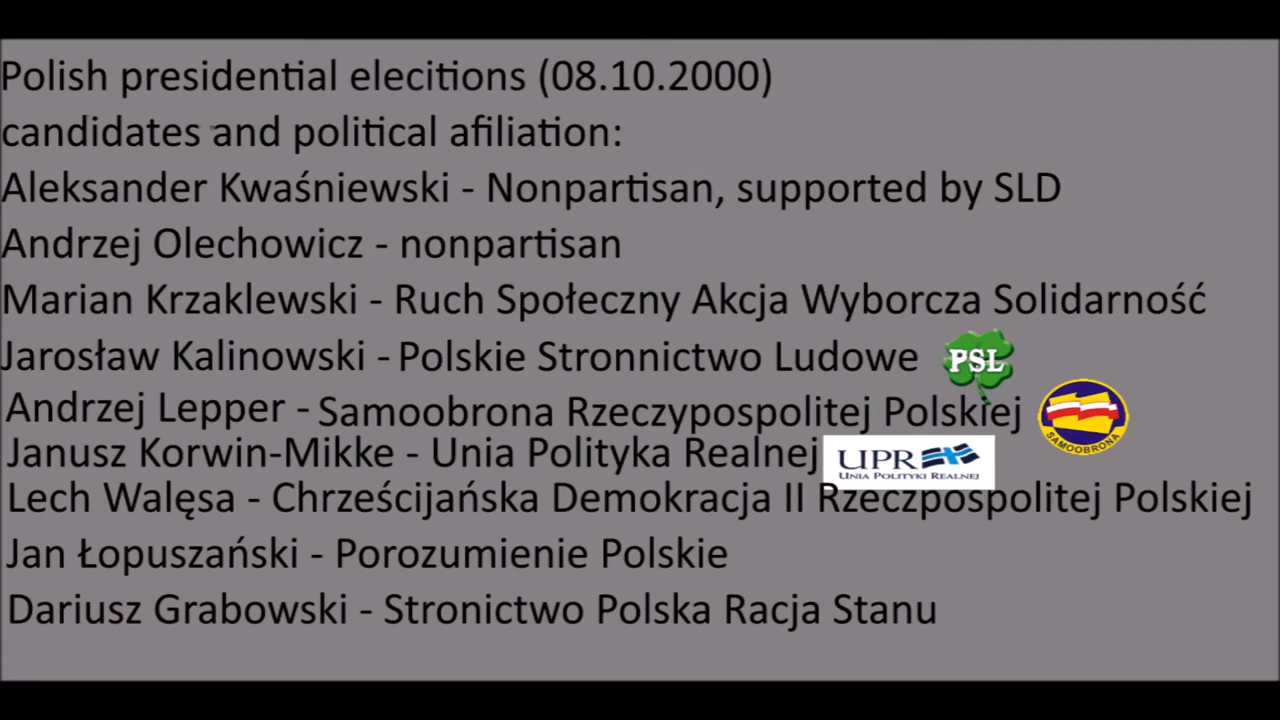 Polish presidential elecitions (08.10.2000)
candidates and political afiliation:
Aleksander Kwaśniewski - Nonpartisan, supported by SLD
Andrzej Olechowicz - nonpartisan
Marian Krzaklewski - Ruch Społeczny Akcja Wyborcza Solidarność
Jarosław Kalinowski - Polskie Stronnictwo Ludowe PSL
Andrzej Lepper - Samoobrona Rzeczypospolitej Polskiej SAMOOBRONA
Janusz Korwin-Mikke - Unia Polityka Realnej UPR
UNIA POLITYKI REALNEJ
Lech Walęsa - Chrześcijańska Demokracja II Rzeczpospolitej Polskiej
Jan Łopuszański - Porozumienie Polskie
Dariusz Grabowski - Stronictwo Polska Racja Stanu